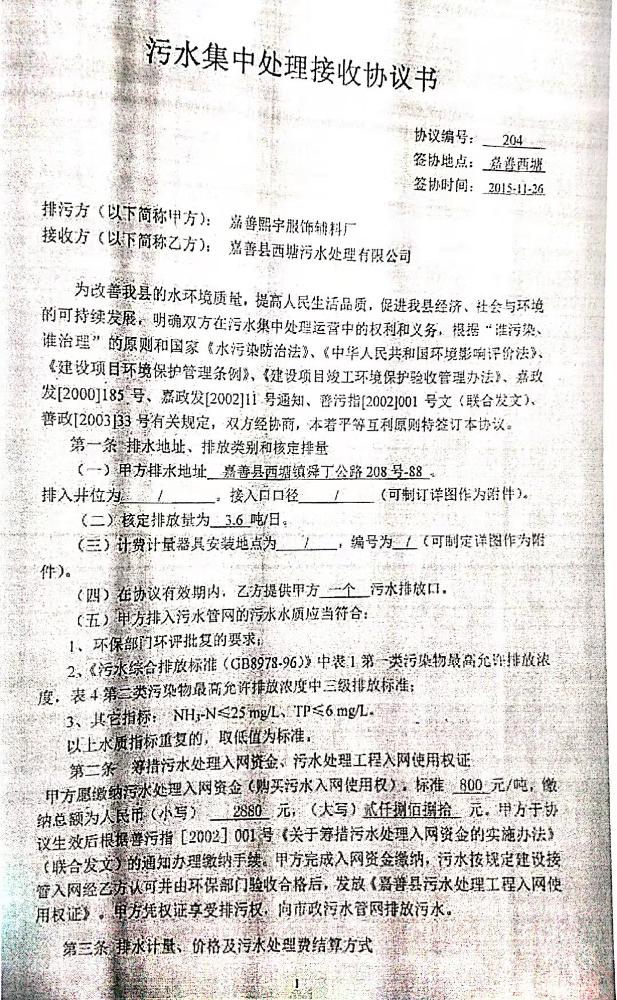 污水集中处理接收协议书
协议编号： 204
签协地点： 嘉善西塘
签协时间： 2015-11-26
排污方（以下简称甲方）： 嘉善熙宇服饰辅料厂
接收方（以下简称乙方）： 嘉善县西塘污水处理有限公司
为改善我县的水环境质量，提高人民生活品质，促进我县经济、社会与环境
的可持续发展，明确双方在污水集中处理运营中的权利和义务，根据“谁污染、
谁治理”的原则和国家《水污染防治法》、《中华人民共和国环境影响评价法》、
《建设项目环境保护管理条例》、《建设项目竣工环境保护验收管理办法》、嘉政
发[2000]185 号、嘉政发[2002]11 号通知、善污指[2002]001 号文（联合发文）、
善政[2003]33 号有关规定，双方经协商，本着平等互利原则特签订本协议。
第一条 排水地址、排放类别和核定排量
（一）甲方排水地址 嘉善县西塘镇舜丁公路 208 号-88 。
排入井位为 / 。接入口口径 / （可制订详图作为附件）。
（二）核定排放量为 3.6 吨/日。
（三）计费计量器具安装地点为 / ，编号为 / （可制定详图作为附
件）。
（四）在协议有效期内，乙方提供甲方 一个 污水排放口。
（五）甲方排入污水管网的污水水质应当符合：
1、环保部门环评批复的要求；
2、《污水综合排放标准（GB8978-96）》中表 1 第一类污染物最高允许排放浓
度，表 4 第二类污染物最高允许排放浓度中三级排放标准；
3、其它指标： NH3-N≤25 mg/L、TP≤6 mg/L。
以上水质指标重复的，取低值为标准。
第二条 筹措污水处理入网资金、污水处理工程入网使用权证
甲方愿缴纳污水处理入网资金（购买污水入网使用权）。标准 800 元/吨，缴
纳总额为人民币（小写） 2880 元，（大写）贰仟捌佰捌拾 元。甲方于协
议生效后根据善污指［2002］001 号《关于筹措污水处理入网资金的实施办法》
（联合发文）的通知办理缴纳手续。甲方完成入网资金缴纳，污水按规定建设接
管入网经乙方认可并由环保部门验收合格后，发放《嘉善县污水处理工程入网使
用权证》。甲方凭权证享受排污权，向市政污水管网排放污水。
第三条 排水计量、价格及污水处理费结算方式
1